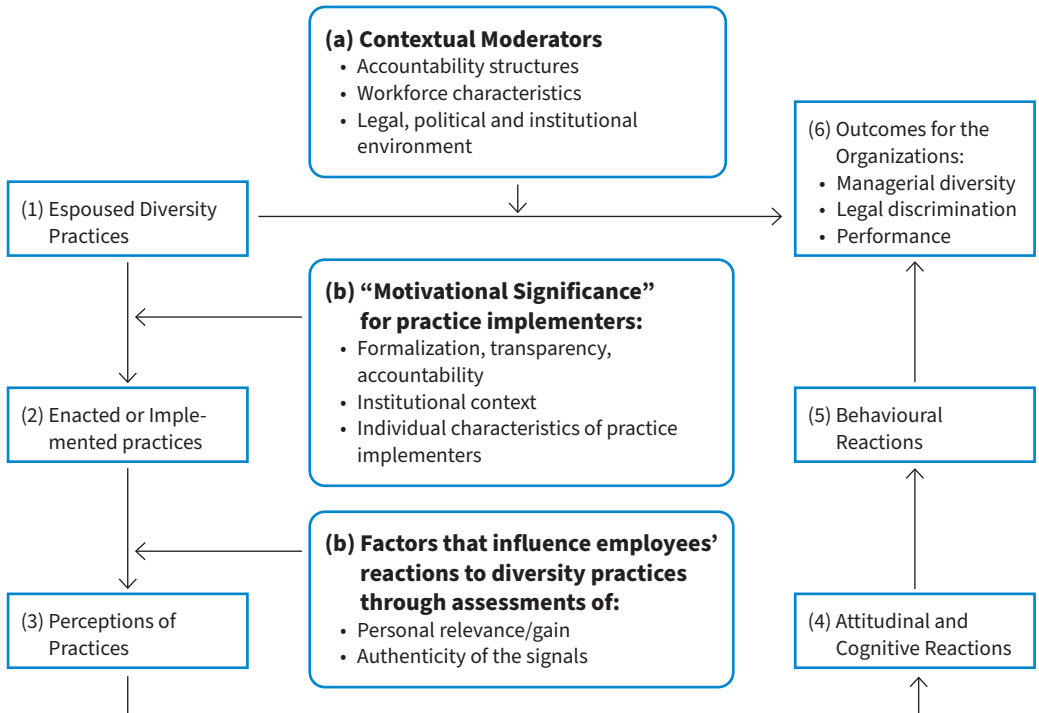 (a) Contextual Moderators
• Accountability structures
• Workforce characteristics
• Legal, political and institutional
environment
(6) Outcomes for the
Organizations:
• Managerial diversity
• Legal discrimination
• Performance
(1) Espoused Diversity
Practices
(b) “Motivational Significance”
for practice implementers:
• Formalization, transparency,
accountability
• Institutional context
• Individual characteristics of practice
implementers
(2) Enacted or Imple-
mented practices
(5) Behavioural
Reactions
(b) Factors that influence employees’
reactions to diversity practices
through assessments of:
• Personal relevance/gain
• Authenticity of the signals
(3) Perceptions of
Practices
(4) Attitudinal and
Cognitive Reactions